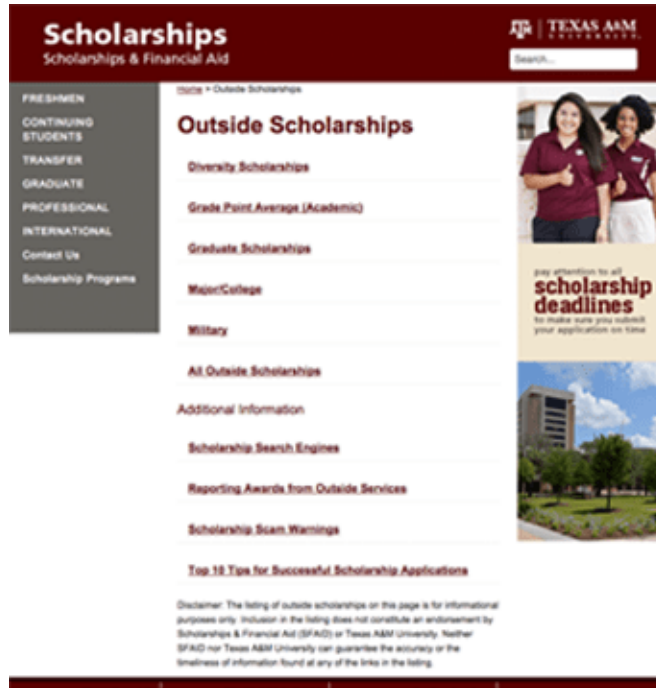 Scholarships
Scholarships & Financial Aid
ATM | TEXAS A&M
UNIVERSITY
Search...
FRESHMEN
CONTINUING
STUDENTS
TRANSFER
GRADUATE
PROFESSIONAL
INTERNATIONAL
Contact Us
Scholarship Programs
Home > Outside Scholarships
Outside Scholarships
Diversity Scholarships
Grade Point Average (Academic)
Graduate Scholarships
Major/College
Military
All Outside Scholarships
Additional Information
Scholarship Search Engines
Reporting Awards from Outside Services
Scholarship Scam Warnings
Top 10 Tips for Successful Scholarship Applications
Disclaimer: The listing of outside scholarships on this page is for informational
purposes only. Inclusion in the listing does not constitute an endorsement by
Scholarships & Financial Aid (SFAID) or Texas A&M University. Neither
SFAID nor Texas A&M University can guarantee the accuracy or the
timeliness of information found at any of the links in the listing.
pay attention to all
scholarship
deadlines
to make sure you submit
your application on time